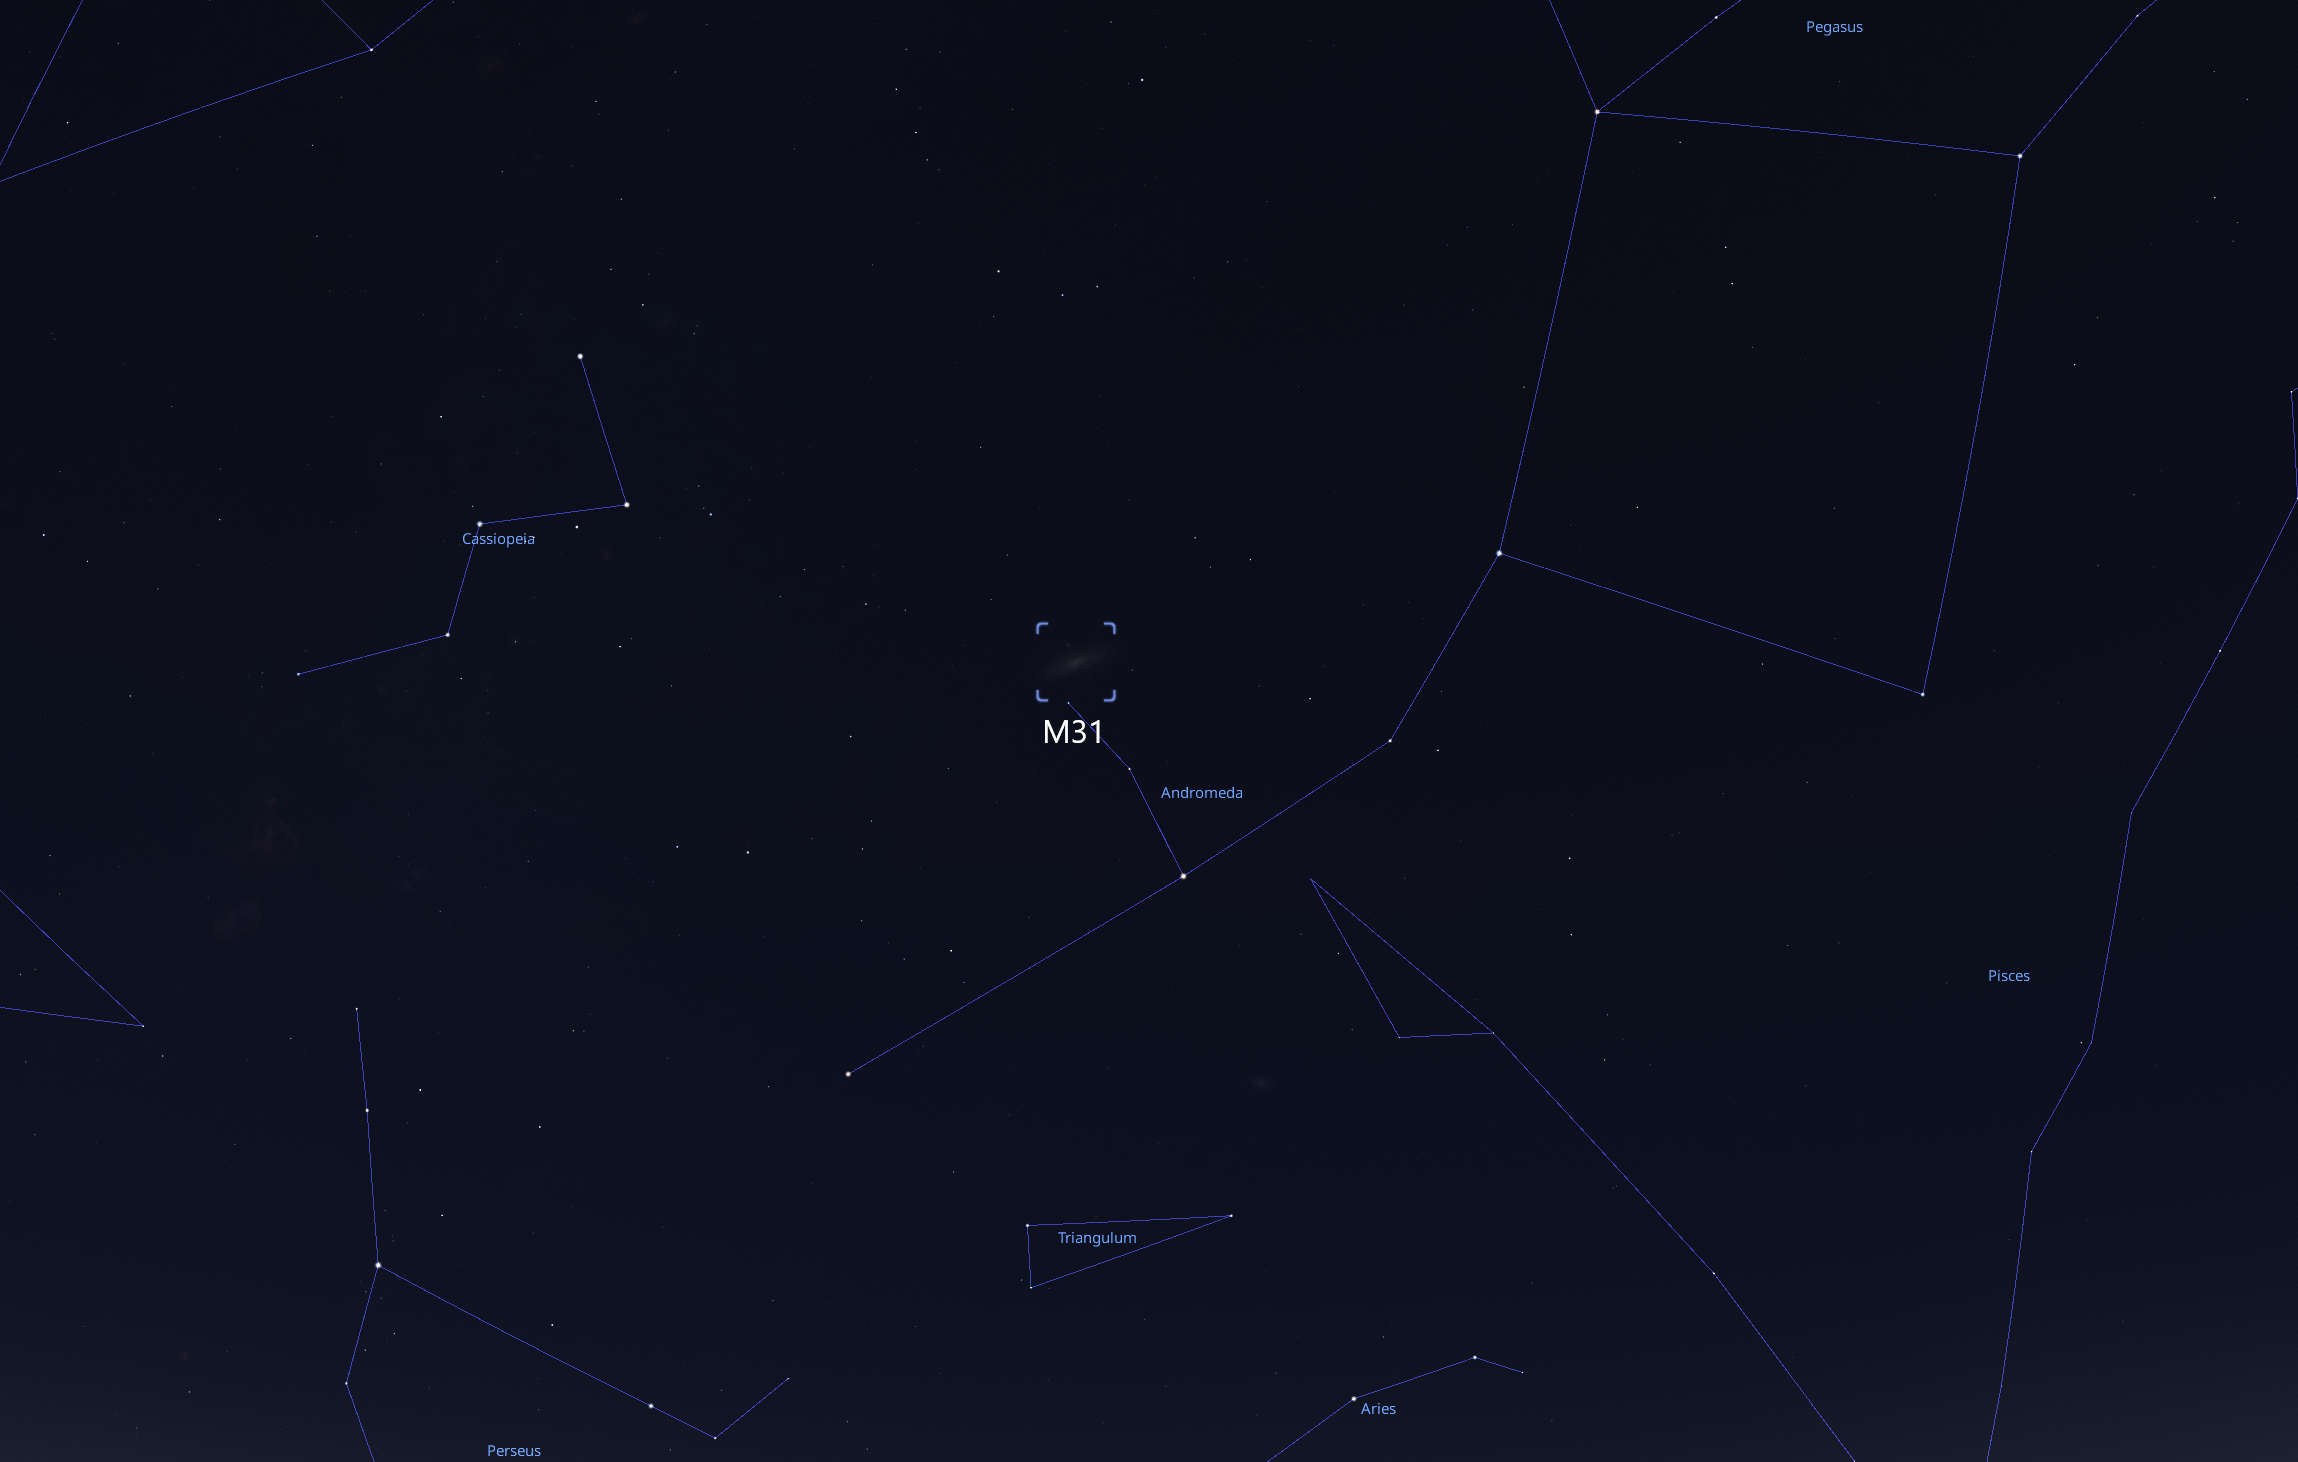 Pegasus
Cassiopeia
M31
Andromeda
Pisces
Triangulum
Aries
Perseus